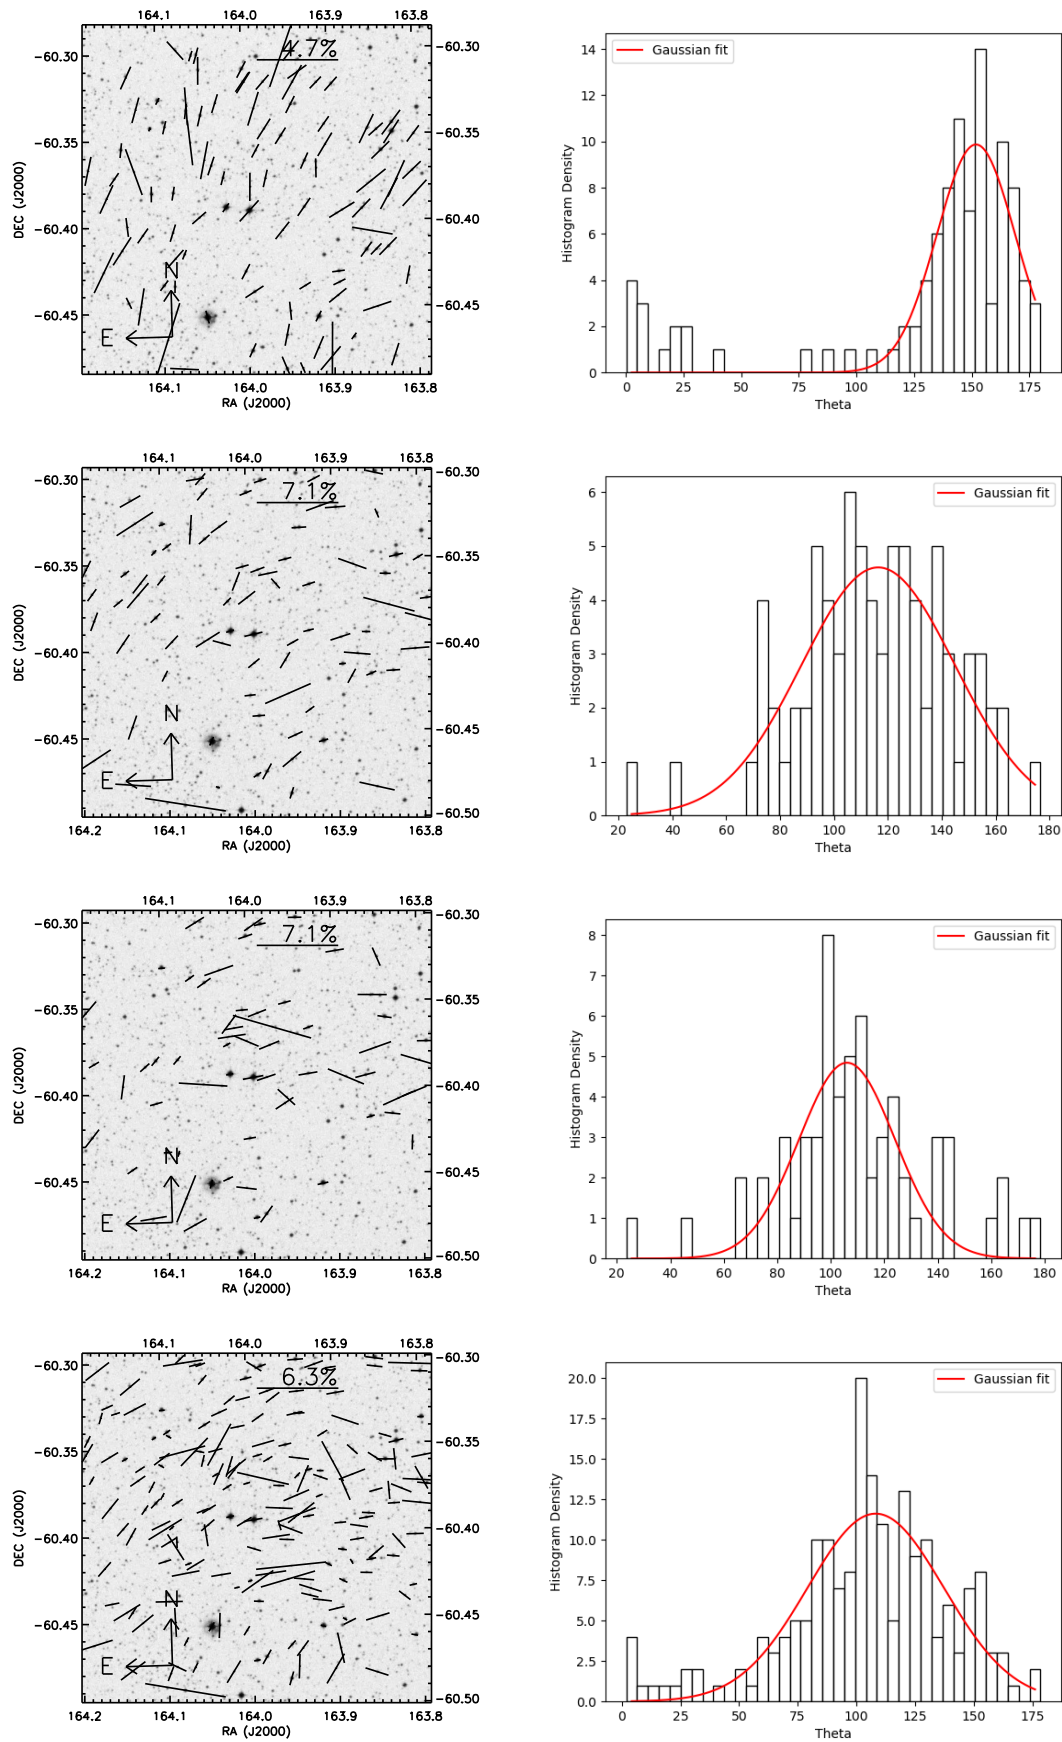 164.1 164.0 163.9 163.8
4.7%
−60.30 −60.30
−60.35 −60.35
−60.40 −60.40
−60.45 −60.45
N
E
DEC (J2000)
164.1 164.0 163.9 163.8
RA (J2000)
Gaussian fit
Histogram Density
14
12
10
8
6
4
2
0
0 25 50 75 100 125 150 175
Theta
164.1 164.0 163.9 163.8
7.1%
−60.30 −60.30
−60.35 −60.35
−60.40 −60.40
−60.45 −60.45
−60.50
N
E
DEC (J2000)
164.2 164.1 164.0 163.9 163.8
RA (J2000)
Gaussian fit
Histogram Density
6
5
4
3
2
1
0
20 40 60 80 100 120 140 160 180
Theta
164.1 164.0 163.9 163.8
7.1%
−60.30 −60.30
−60.35 −60.35
−60.40 −60.40
−60.45 −60.45
−60.50
N
E
DEC (J2000)
164.2 164.1 164.0 163.9 163.8
RA (J2000)
Gaussian fit
Histogram Density
8
7
6
5
4
3
2
1
0
20 40 60 80 100 120 140 160 180
Theta
164.1 164.0 163.9 163.8
6.3%
−60.30 −60.30
−60.35 −60.35
−60.40 −60.40
−60.45 −60.45
−60.50
N
E
DEC (J2000)
164.2 164.1 164.0 163.9 163.8
RA (J2000)
Gaussian fit
Histogram Density
20.0
17.5
15.0
12.5
10.0
7.5
5.0
2.5
0.0
0 25 50 75 100 125 150 175
Theta